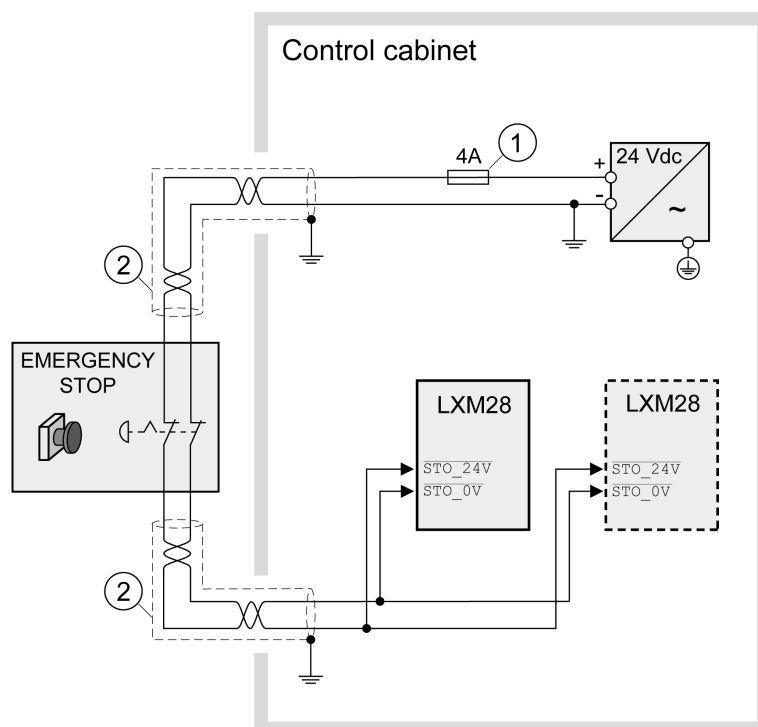 Control cabinet
4A
1
+
24 Vdc
-
~
2
EMERGENCY
STOP
LXM28
STO_24V
STO_0V
LXM28
STO_24V
STO_0V
2